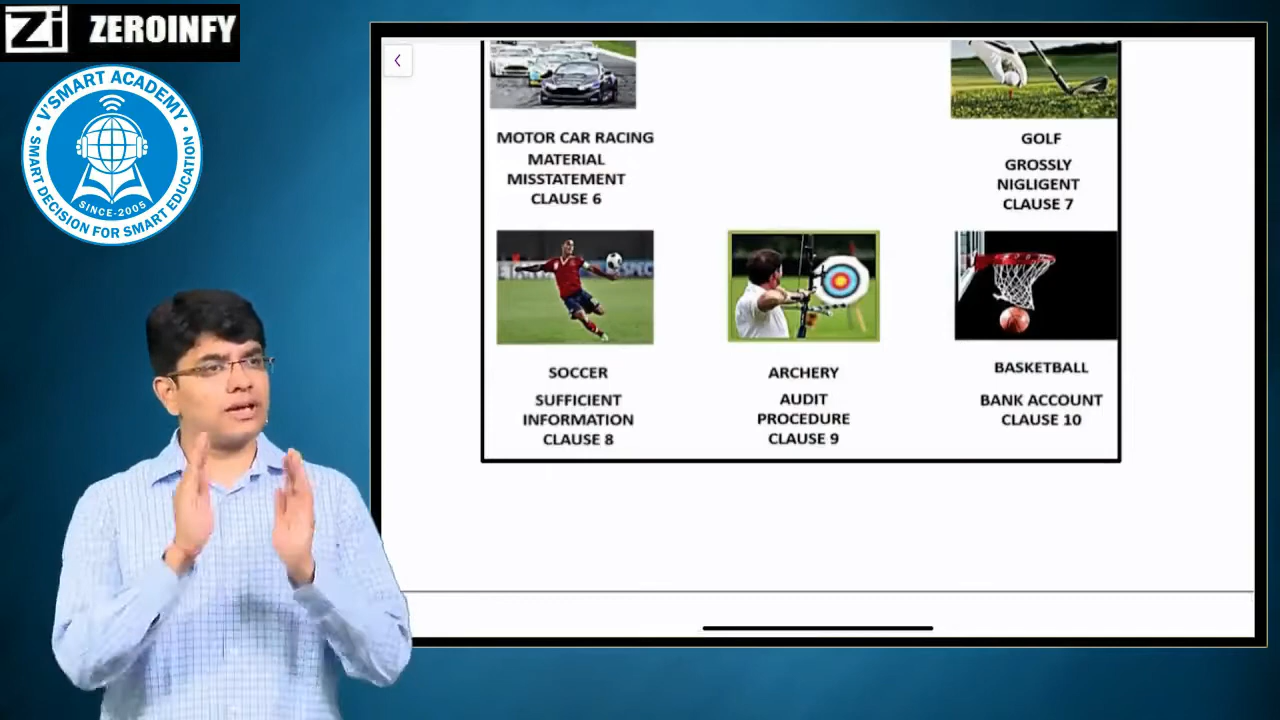 Zi ZEROINFY
V'SMART ACADEMY
SMART DECISION FOR SMART EDUCATION
SINCE-2005
MOTOR CAR RACING
MATERIAL
MISSTATEMENT
CLAUSE 6
GOLF
GROSSLY
NIGLIGENT
CLAUSE 7
SOCCER
SUFFICIENT
INFORMATION
CLAUSE 8
ARCHERY
AUDIT
PROCEDURE
CLAUSE 9
BASKETBALL
BANK ACCOUNT
CLAUSE 10